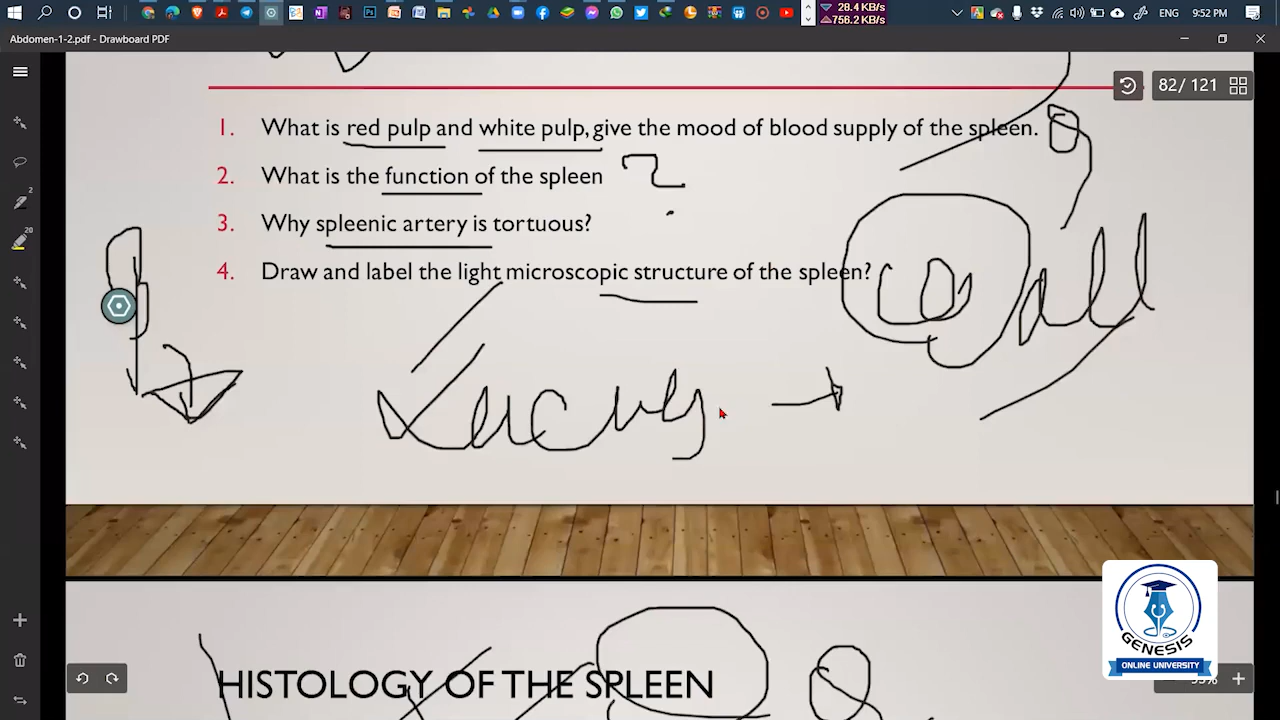 28.4 KB/s
756.2 KB/s
ENG
9:52 PM
Abdomen-1-2.pdf - Drawboard PDF
82/ 121
2
20
1. What is red pulp and white pulp, give the mood of blood supply of the spleen.
2. What is the function of the spleen
3. Why spleenic artery is tortuous?
4. Draw and label the light microscopic structure of the spleen?
HISTOLOGY OF THE SPLEEN
GENESIS
ONLINE UNIVERSITY